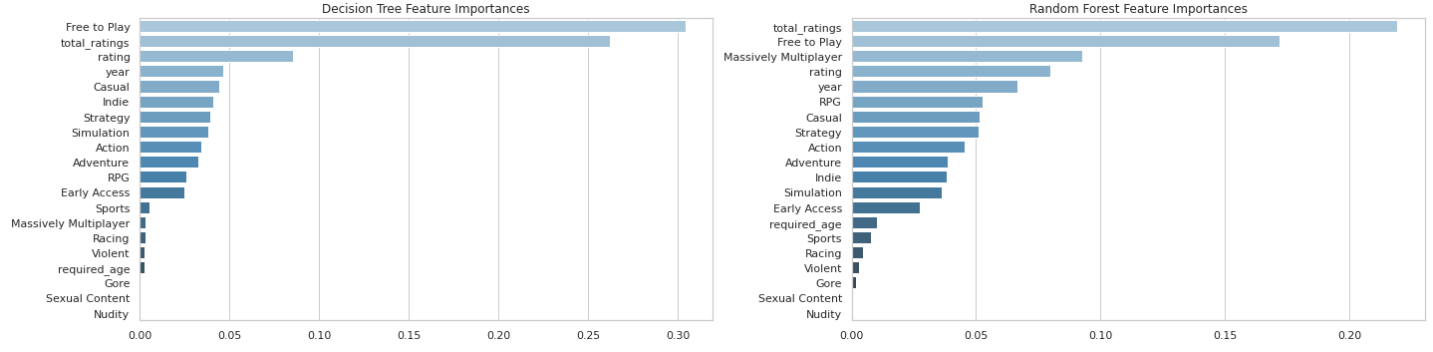 Decision Tree Feature Importances
Free to Play
total_ratings
rating
year
Casual
Indie
Strategy
Simulation
Action
Adventure
RPG
Early Access
Sports
Massively Multiplayer
Racing
Violent
required_age
Gore
Sexual Content
Nudity
0.00 0.05 0.10 0.15 0.20 0.25 0.30
Random Forest Feature Importances
total_ratings
Free to Play
Massively Multiplayer
rating
year
RPG
Casual
Strategy
Action
Adventure
Indie
Simulation
Early Access
required_age
Sports
Racing
Violent
Gore
Sexual Content
Nudity
0.00 0.05 0.10 0.15 0.20